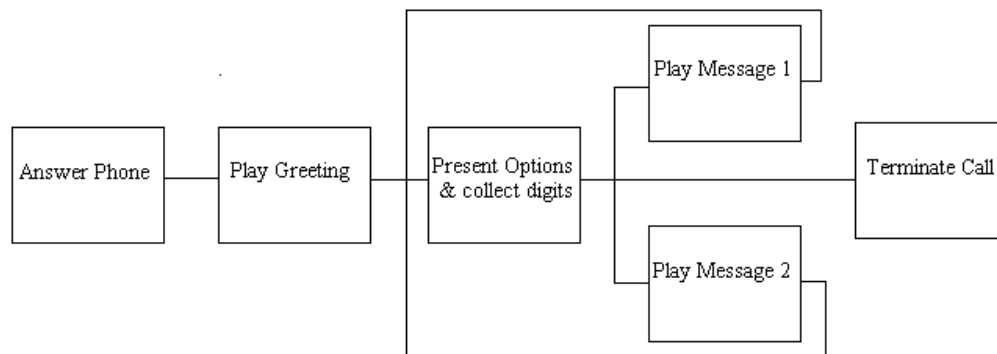 Answer Phone
Play Greeting
Present Options
& collect digits
Play Message 1
Play Message 2
Terminate Call